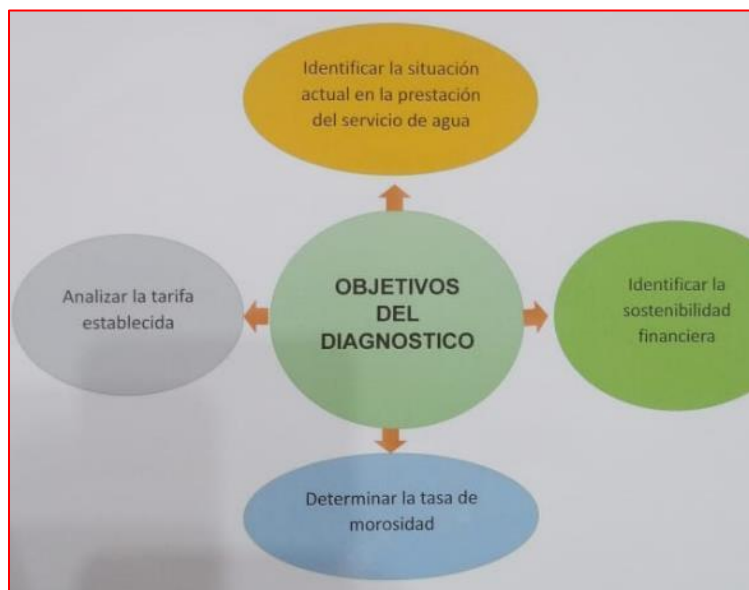 Identificar la situación
actual en la prestación
del servicio de agua
Analizar la tarifa
establecida
OBJETIVOS
DEL
DIAGNOSTICO
Identificar la
sostenibilidad
financiera
Determinar la tasa de
morosidad